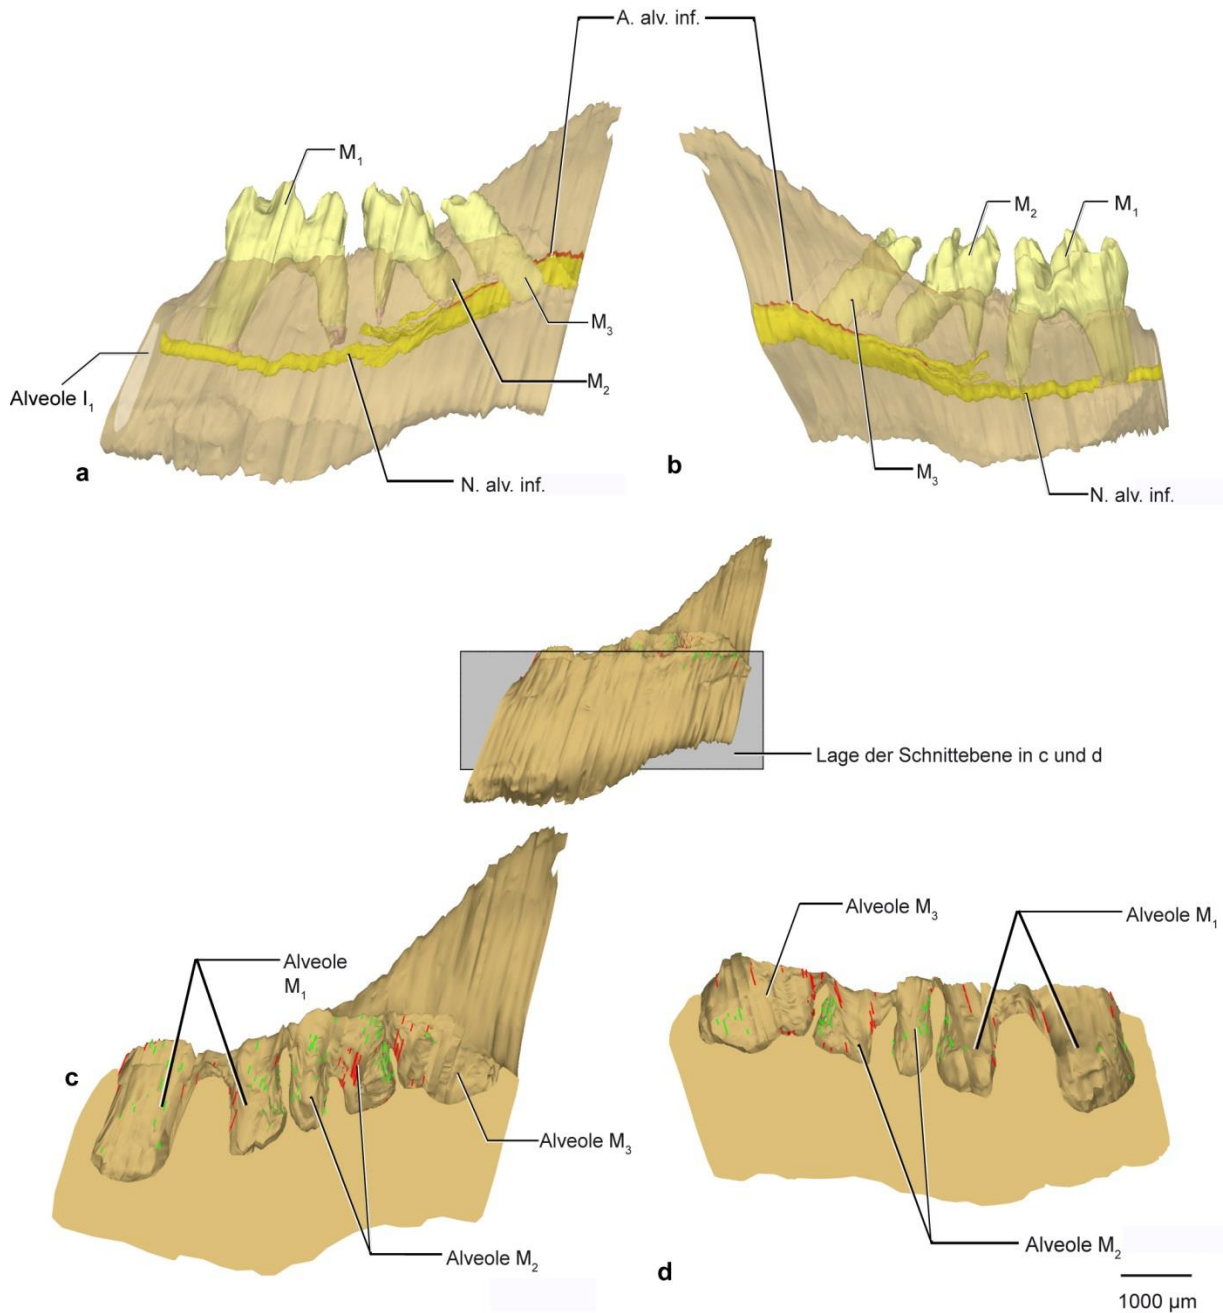 A. alv. inf.
M₁
M₂
M₁
M₃
Alveole I₁
M₂
a
N. alv. inf.
b
M₃
N. alv. inf.
Lage der Schnittebene in c und d
Alveole M₃
Alveole M₁
Alveole
M₁
c
Alveole M₃
Alveole M₂
Alveole M₂
d
1000 µm